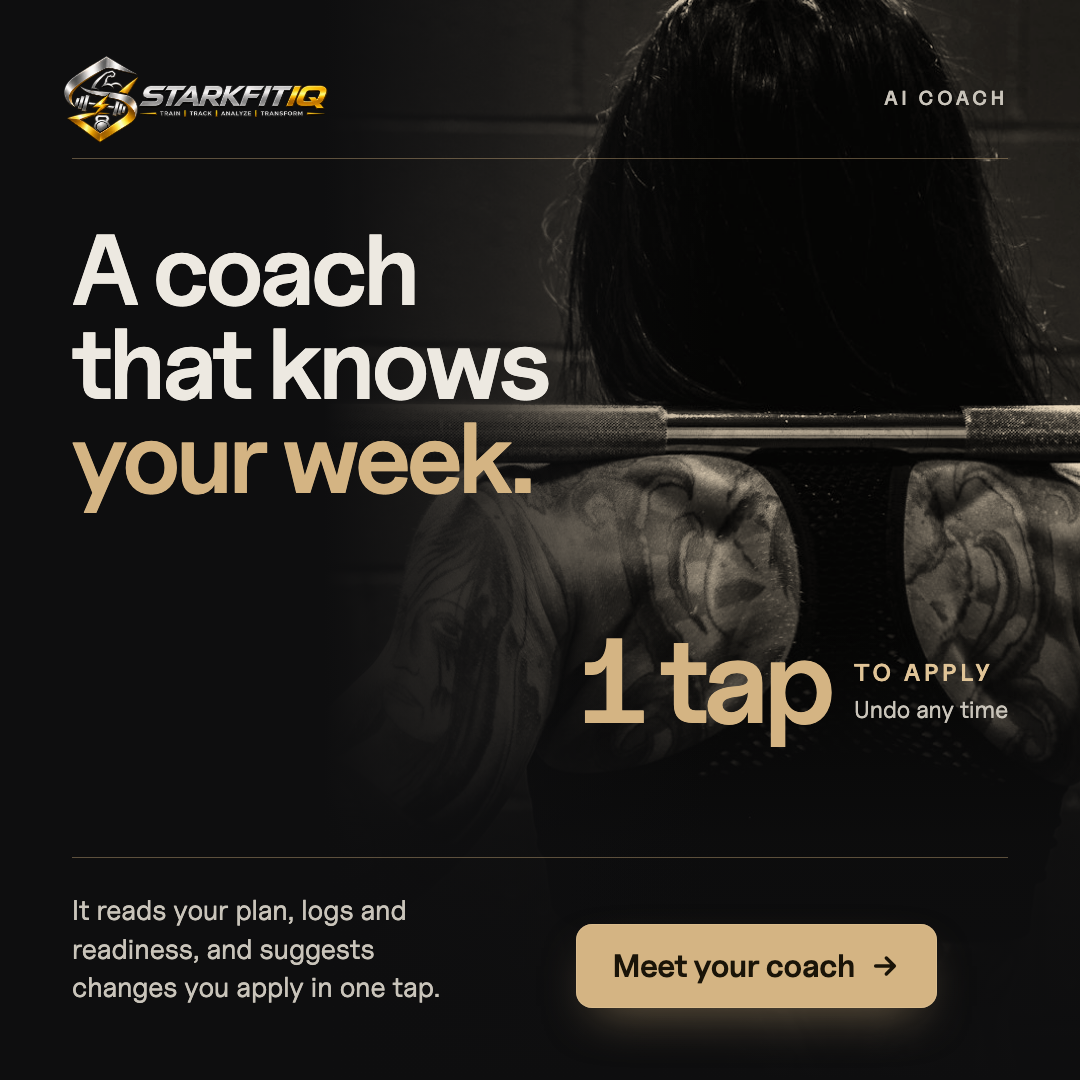 STARKFITIQ
TRAIN | TRACK | ANALYZE | TRANSFORM
AI COACH
A coach
that knows
your week.
1 tap
TO APPLY
Undo any time
It reads your plan, logs and
readiness, and suggests
changes you apply in one tap.
Meet your coach →